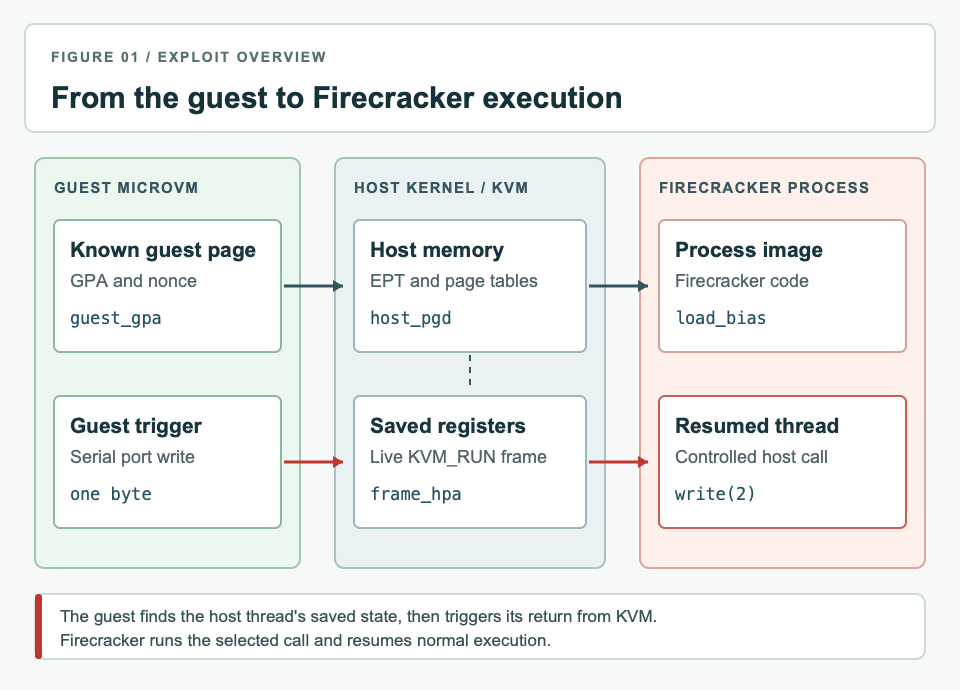 FIGURE 01 / EXPLOIT OVERVIEW
From the guest to Firecracker execution
GUEST MICROVM
Known guest page
GPA and nonce
guest_gpa
Guest trigger
Serial port write
one byte
HOST KERNEL / KVM
Host memory
EPT and page tables
host_pgd
Saved registers
Live KVM_RUN frame
frame_hpa
FIRECRACKER PROCESS
Process image
Firecracker code
load_bias
Resumed thread
Controlled host call
write(2)
The guest finds the host thread's saved state, then triggers its return from KVM.
Firecracker runs the selected call and resumes normal execution.